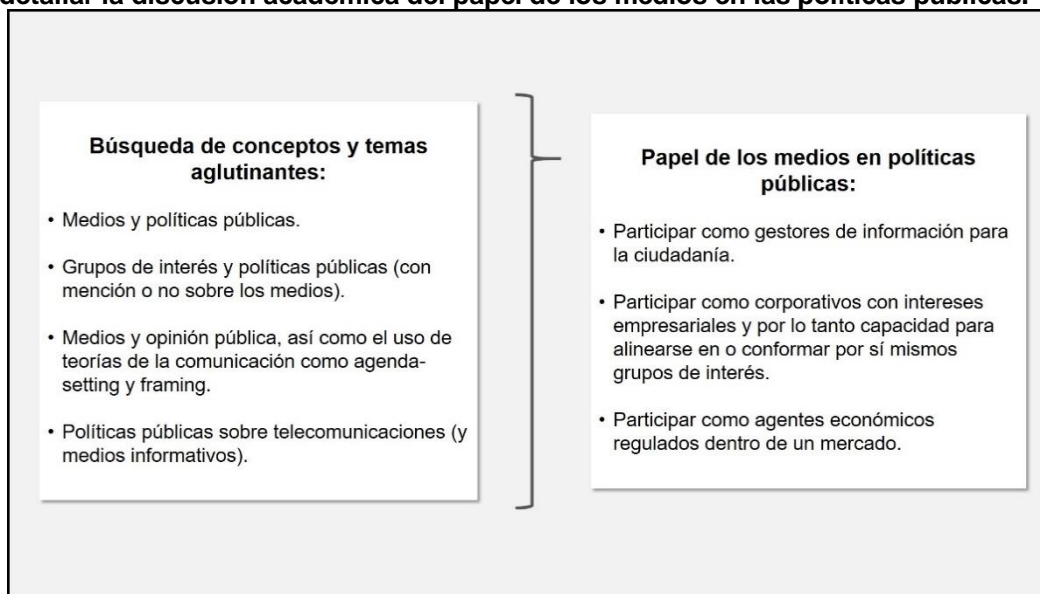 detallar la discusión académica del papel de los medios en las políticas públicas.
Búsqueda de conceptos y temas
aglutinantes:
• Medios y políticas públicas.
• Grupos de interés y políticas públicas (con
mención o no sobre los medios).
• Medios y opinión pública, así como el uso de
teorías de la comunicación como agenda-
setting y framing.
• Políticas públicas sobre telecomunicaciones (y
medios informativos).
Papel de los medios en políticas
públicas:
• Participar como gestores de información para
la ciudadanía.
• Participar como corporativos con intereses
empresariales y por lo tanto capacidad para
alinearse en o conformar por sí mismos
grupos de interés.
• Participar como agentes económicos
regulados dentro de un mercado.